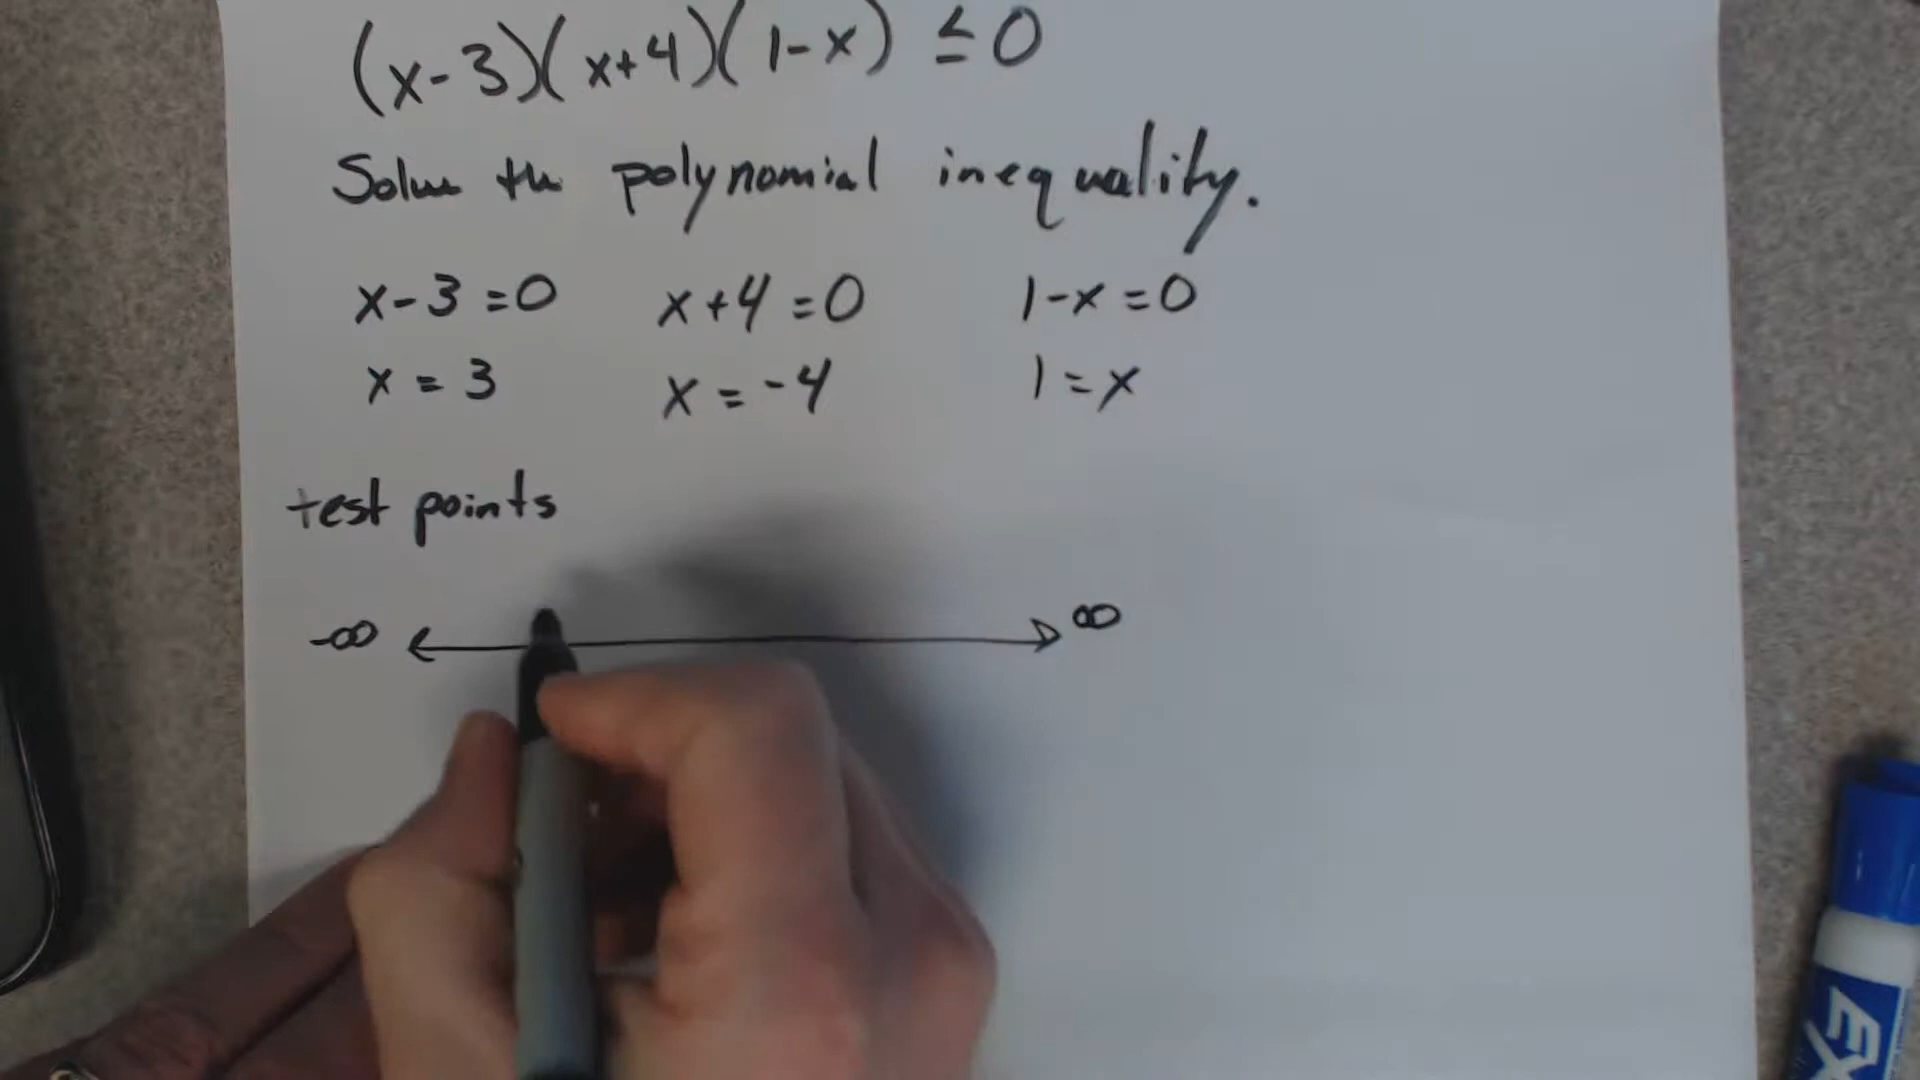 (x-3)(x+4)(1-x) ≤ 0
Solve the polynomial inequality.
x-3=0 x+4=0 1-x=0
x=3 x=-4 1=x
test points
-∞ ∞
EX